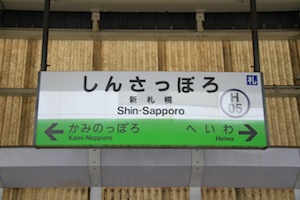 札
しんさっぽろ
新札幌
Shin-Sapporo
H
05
かみのっぽろ
Kami-Nopporo
へいわ
Heiwa